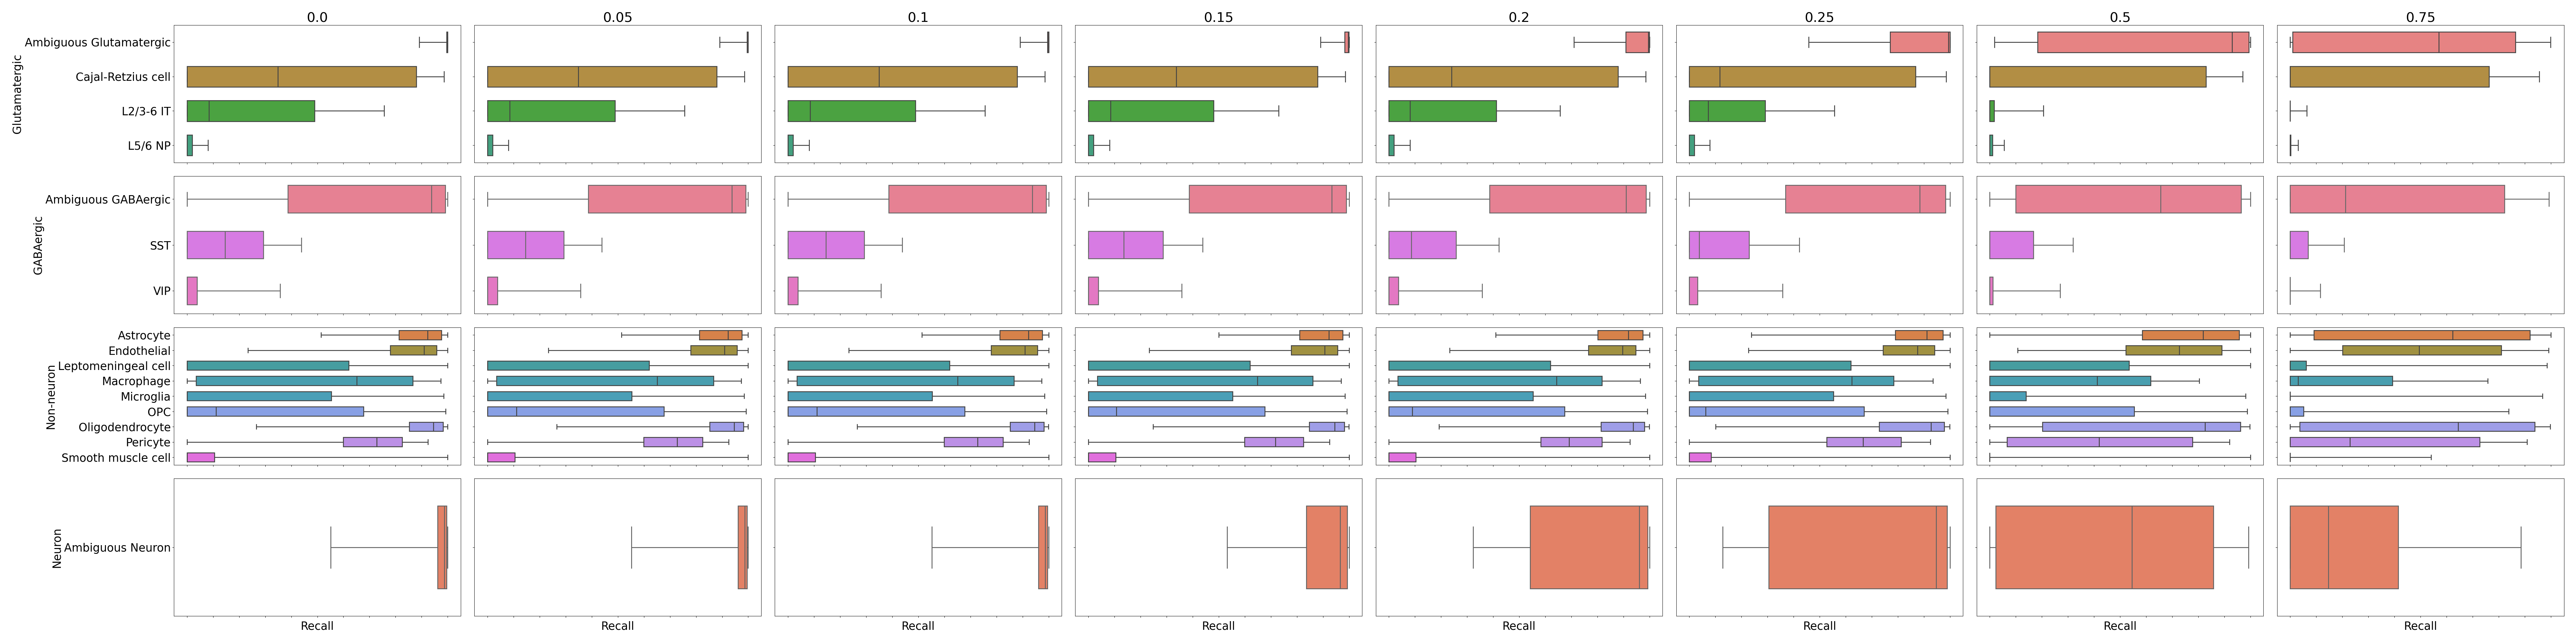 0.0 0.05 0.1 0.15 0.2 0.25 0.5 0.75
Glutamatergic
Ambiguous Glutamatergic
Cajal-Retzius cell
L2/3-6 IT
L5/6 NP
GABAergic
Ambiguous GABAergic
SST
VIP
Non-neuron
Astrocyte
Endothelial
Leptomeningeal cell
Macrophage
Microglia
OPC
Oligodendrocyte
Pericyte
Smooth muscle cell
Neuron
Ambiguous Neuron
Recall Recall Recall Recall Recall Recall Recall Recall